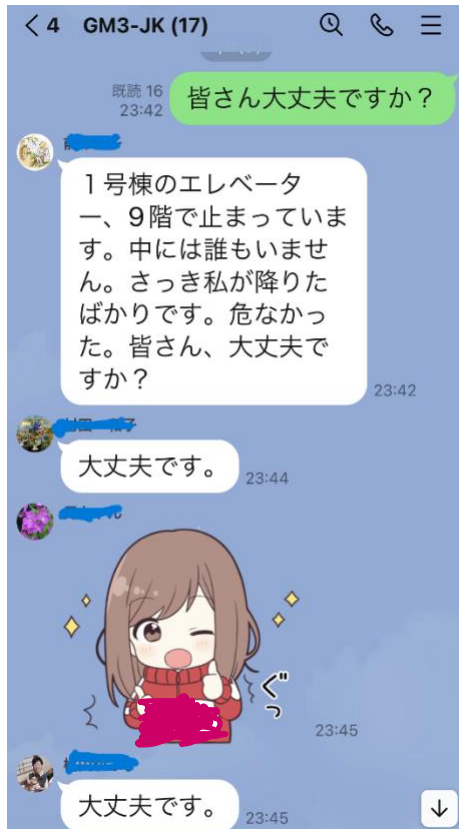 4 GM3-JK (17)
既読 16
23:42
皆さん大丈夫ですか？
１号棟のエレベータ
ー、９階で止まっていま
す。中には誰もいませ
ん。さっき私が降りた
ばかりです。危なかっ
た。皆さん、大丈夫で
すか？
23:42
大丈夫です。
23:44
ぐっ
23:45
大丈夫です。
23:45